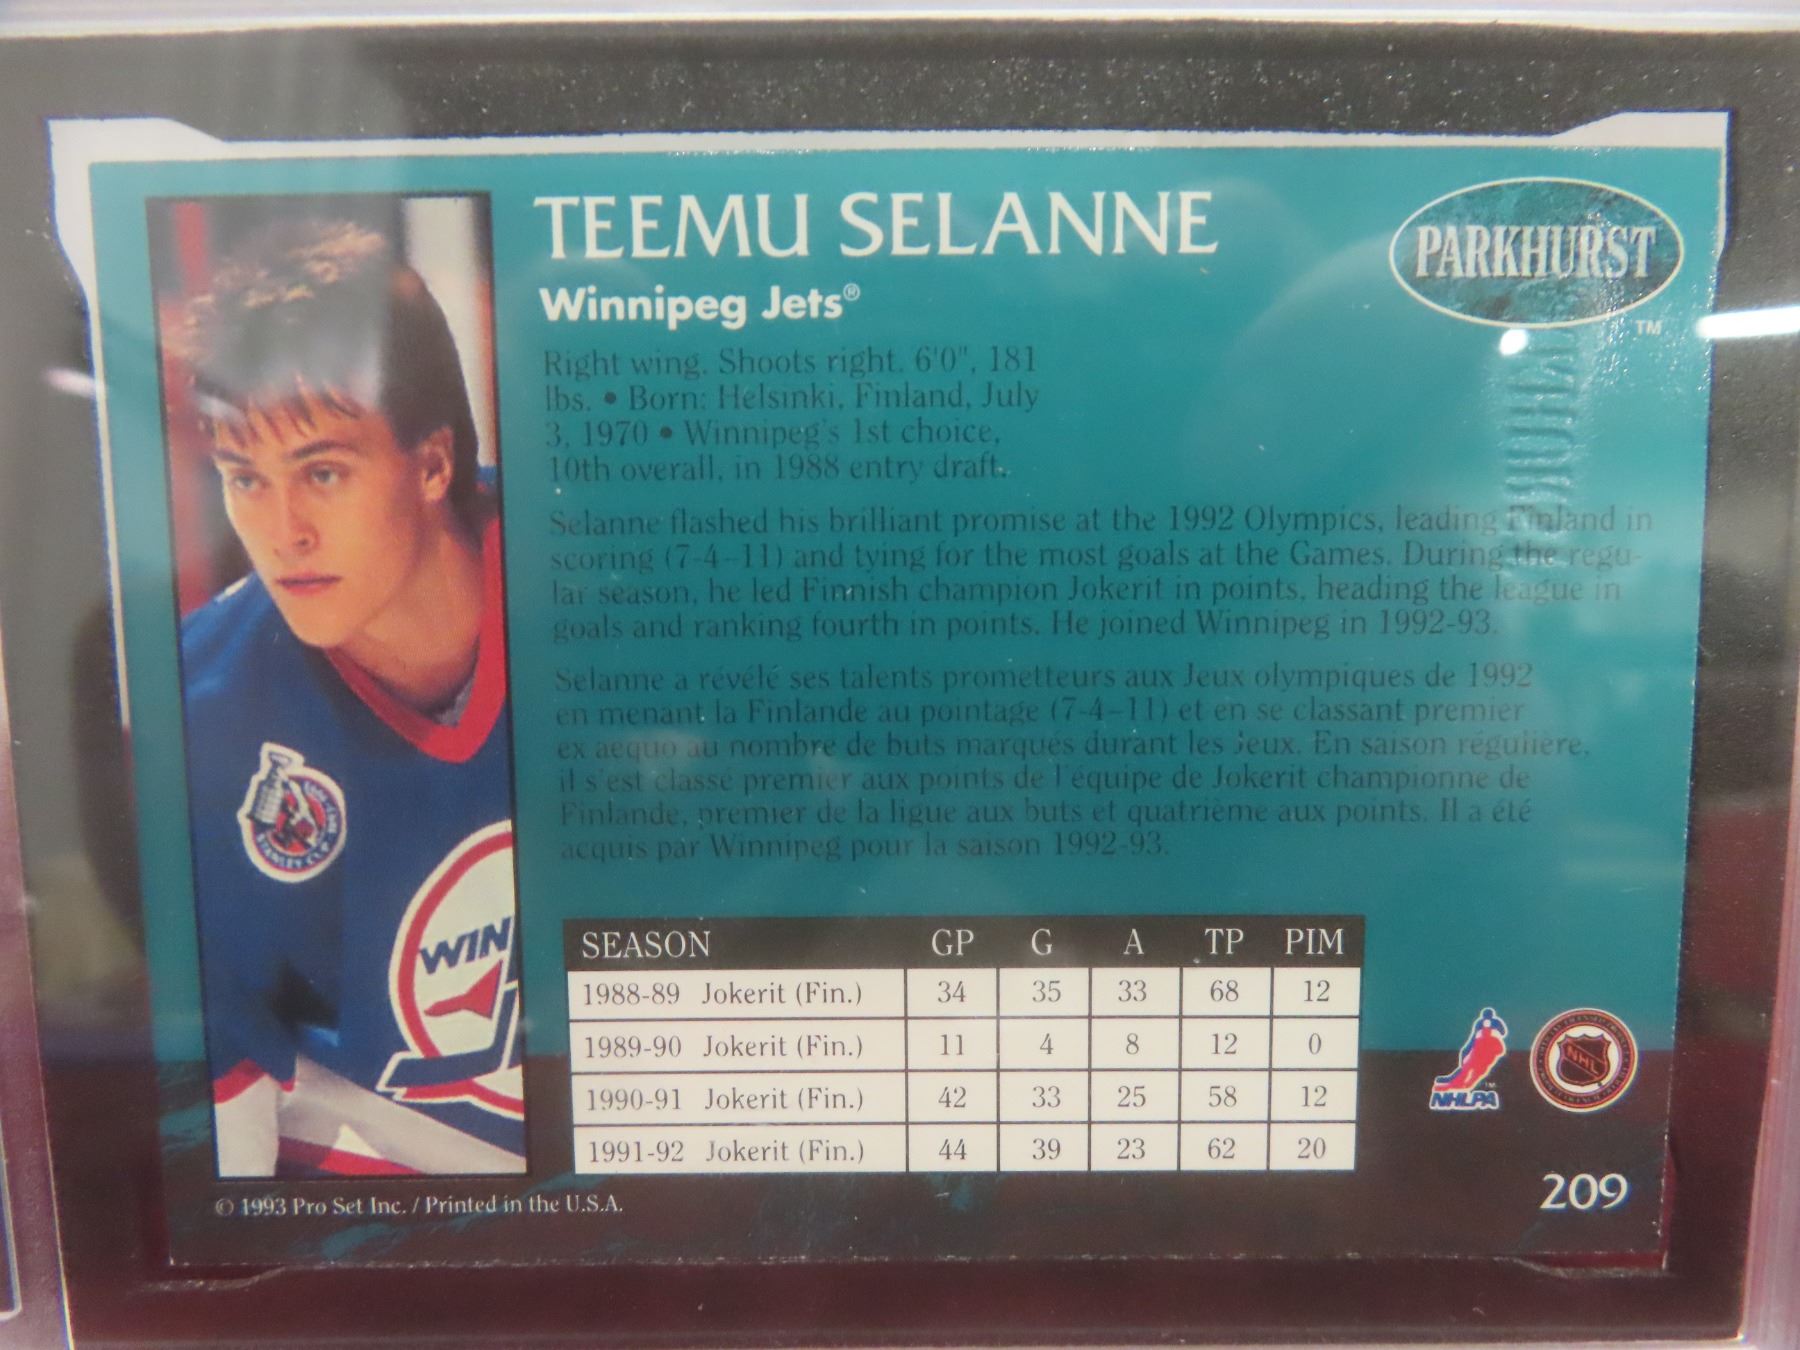 TEEMU SELANNE
PARKHURST
TM
Winnipeg Jets®
Right wing. Shoots right. 6'0", 181
lbs. • Born: Helsinki, Finland, July
3, 1970 • Winnipeg's 1st choice,
10th overall, in 1988 entry draft.
Selanne flashed his brilliant promise at the 1992 Olympics, leading Finland in
scoring (7-4–11) and tying for the most goals at the Games. During the regu-
lar season, he led Finnish champion Jokerit in points, heading the league in
goals and ranking fourth in points. He joined Winnipeg in 1992-93.
Selanne a révélé ses talents prometteurs aux Jeux olympiques de 1992
en menant la Finlande au pointage (7-4–11) et en se classant premier
ex aequo au nombre de buts marqués durant les Jeux. En saison régulière,
il s'est classé premier aux points de l'équipe de Jokerit championne de
Finlande, premier de la ligue aux buts et quatrième aux points. Il a été
acquis par Winnipeg pour la saison 1992-93.
STANLEY CUP
WIN
SEASON GP G A TP PIM
1988-89 Jokerit (Fin.) 34 35 33 68 12
1989-90 Jokerit (Fin.) 11 4 8 12 0
1990-91 Jokerit (Fin.) 42 33 25 58 12
1991-92 Jokerit (Fin.) 44 39 23 62 20
NHLPA
TM
NHL
209
© 1993 Pro Set Inc. / Printed in the U.S.A.